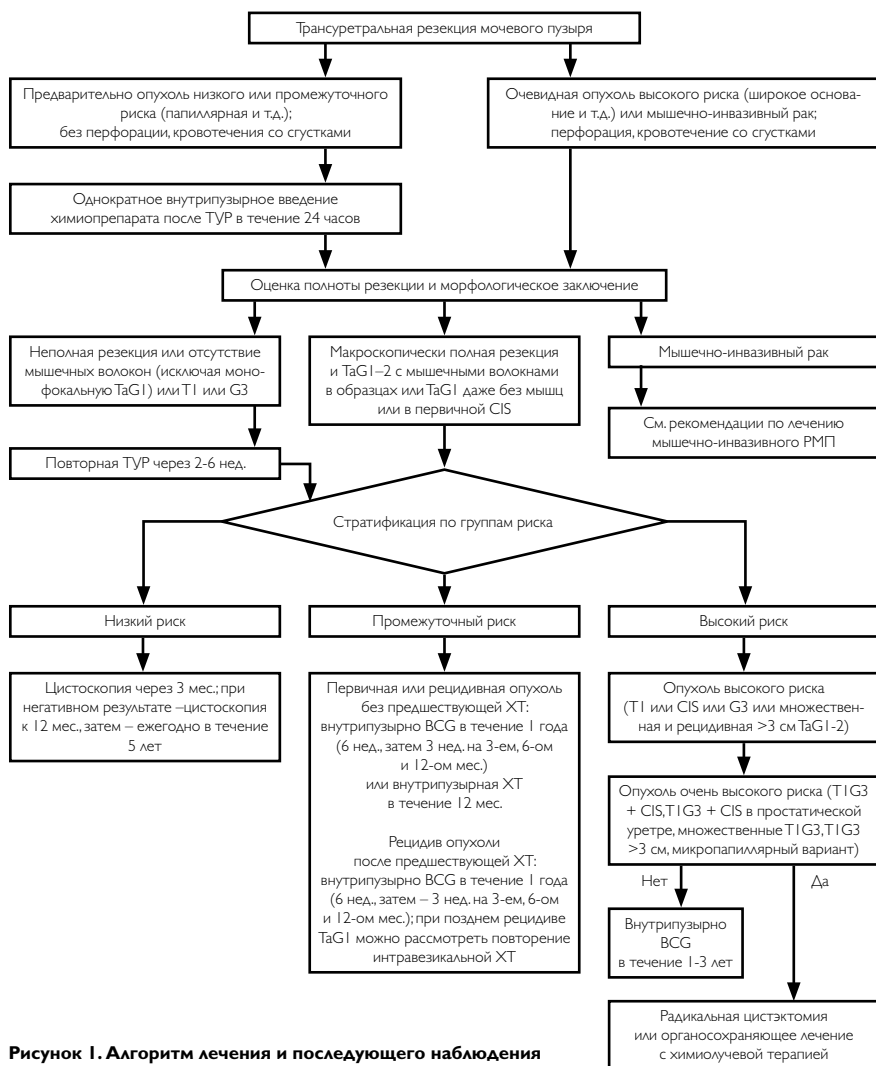 Трансуретральная резекция мочевого пузыря
Предварительно опухоль низкого или промежуточного
риска (папиллярная и т.д.);
без перфорации, кровотечения со сгустками
Очевидная опухоль высокого риска (широкое основа-
ние и т.д.) или мышечно-инвазивный рак;
перфорация, кровотечение со сгустками
Однократное внутрипузырное введение
химиопрепарата после ТУР в течение 24 часов
Оценка полноты резекции и морфологическое заключение
Неполная резекция или отсутствие
мышечных волокон (исключая моно-
фокальную TaG1) или T1 или G3
Макроскопически полная резекция
и TaG1–2 с мышечными волокнами
в образцах или TaG1 даже без мышц
или в первичной CIS
Мышечно-инвазивный рак
См. рекомендации по лечению
мышечно-инвазивного РМП
Повторная ТУР через 2-6 нед.
Стратификация по группам риска
Низкий риск
Промежуточный риск
Высокий риск
Цистоскопия через 3 мес.; при
негативном результате –цистоскопия
к 12 мес., затем – ежегодно в течение
5 лет
Первичная или рецидивная опухоль
без предшествующей ХТ:
внутрипузырно BCG в течение 1 года
(6 нед., затем 3 нед. на 3-ем, 6-ом
и 12-ом мес.)
или внутрипузырная ХТ
в течение 12 мес.
Рецидив опухоли
после предшествующей ХТ:
внутрипузырно BCG в течение 1 года
(6 нед., затем – 3 нед. на 3-ем, 6-ом
и 12-ом мес.); при позднем рецидиве
TaG1 можно рассмотреть повторение
интравезикальной ХТ
Опухоль высокого риска
(T1 или CIS или G3 или множествен-
ная и рецидивная >3 см TaG1-2)
Опухоль очень высокого риска (T1G3
+ CIS,T1G3 + CIS в простатической
уретре, множественные T1G3,T1G3
>3 см, микропапиллярный вариант)
Нет
Да
Внутрипузырно
BCG
в течение 1-3 лет
Радикальная цистэктомия
или органосохраняющее лечение
с химиолучевой терапией
Рисунок 1. Алгоритм лечения и последующего наблюдения